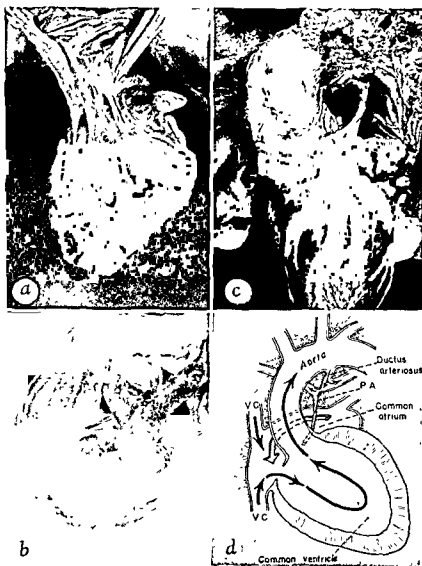 a
c
b
d
Aorta
Ductus
arteriosus
P A
V C
Common
atrium
V C
Common ventricle